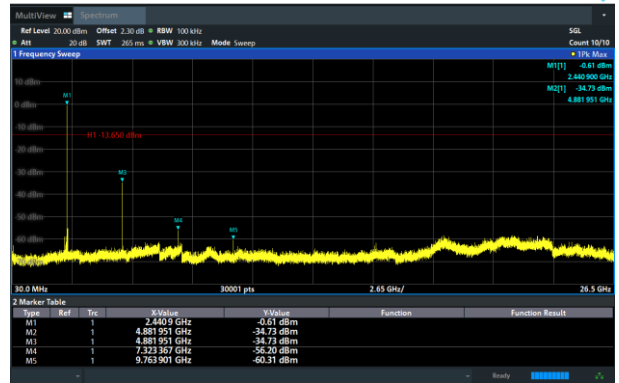 MultiView Spectrum
Ref Level 20.00 dBm Offset 2.30 dB RBW 100 kHz SGL
Att 20 dB SWT 265 ms VBW 300 kHz Mode Sweep Count 10/10
1 Frequency Sweep 1Pk Max
M1[1] -0.61 dBm
2.440 900 GHz
M2[1] -34.73 dBm
4.881 951 GHz
10 dBm
M1
0 dBm
-10 dBm
H1 -13.650 dBm
-20 dBm
-30 dBm
M3
-40 dBm
-50 dBm
M4
M5
-60 dBm
30.0 MHz 30001 pts 2.65 GHz/ 26.5 GHz
2 Marker Table
Type Ref Trc X-Value Y-Value Function Function Result
M1 1 2.4409 GHz -0.61 dBm
M2 1 4.881 951 GHz -34.73 dBm
M3 1 4.881 951 GHz -34.73 dBm
M4 1 7.323 367 GHz -56.20 dBm
M5 1 9.763 901 GHz -60.31 dBm
Ready